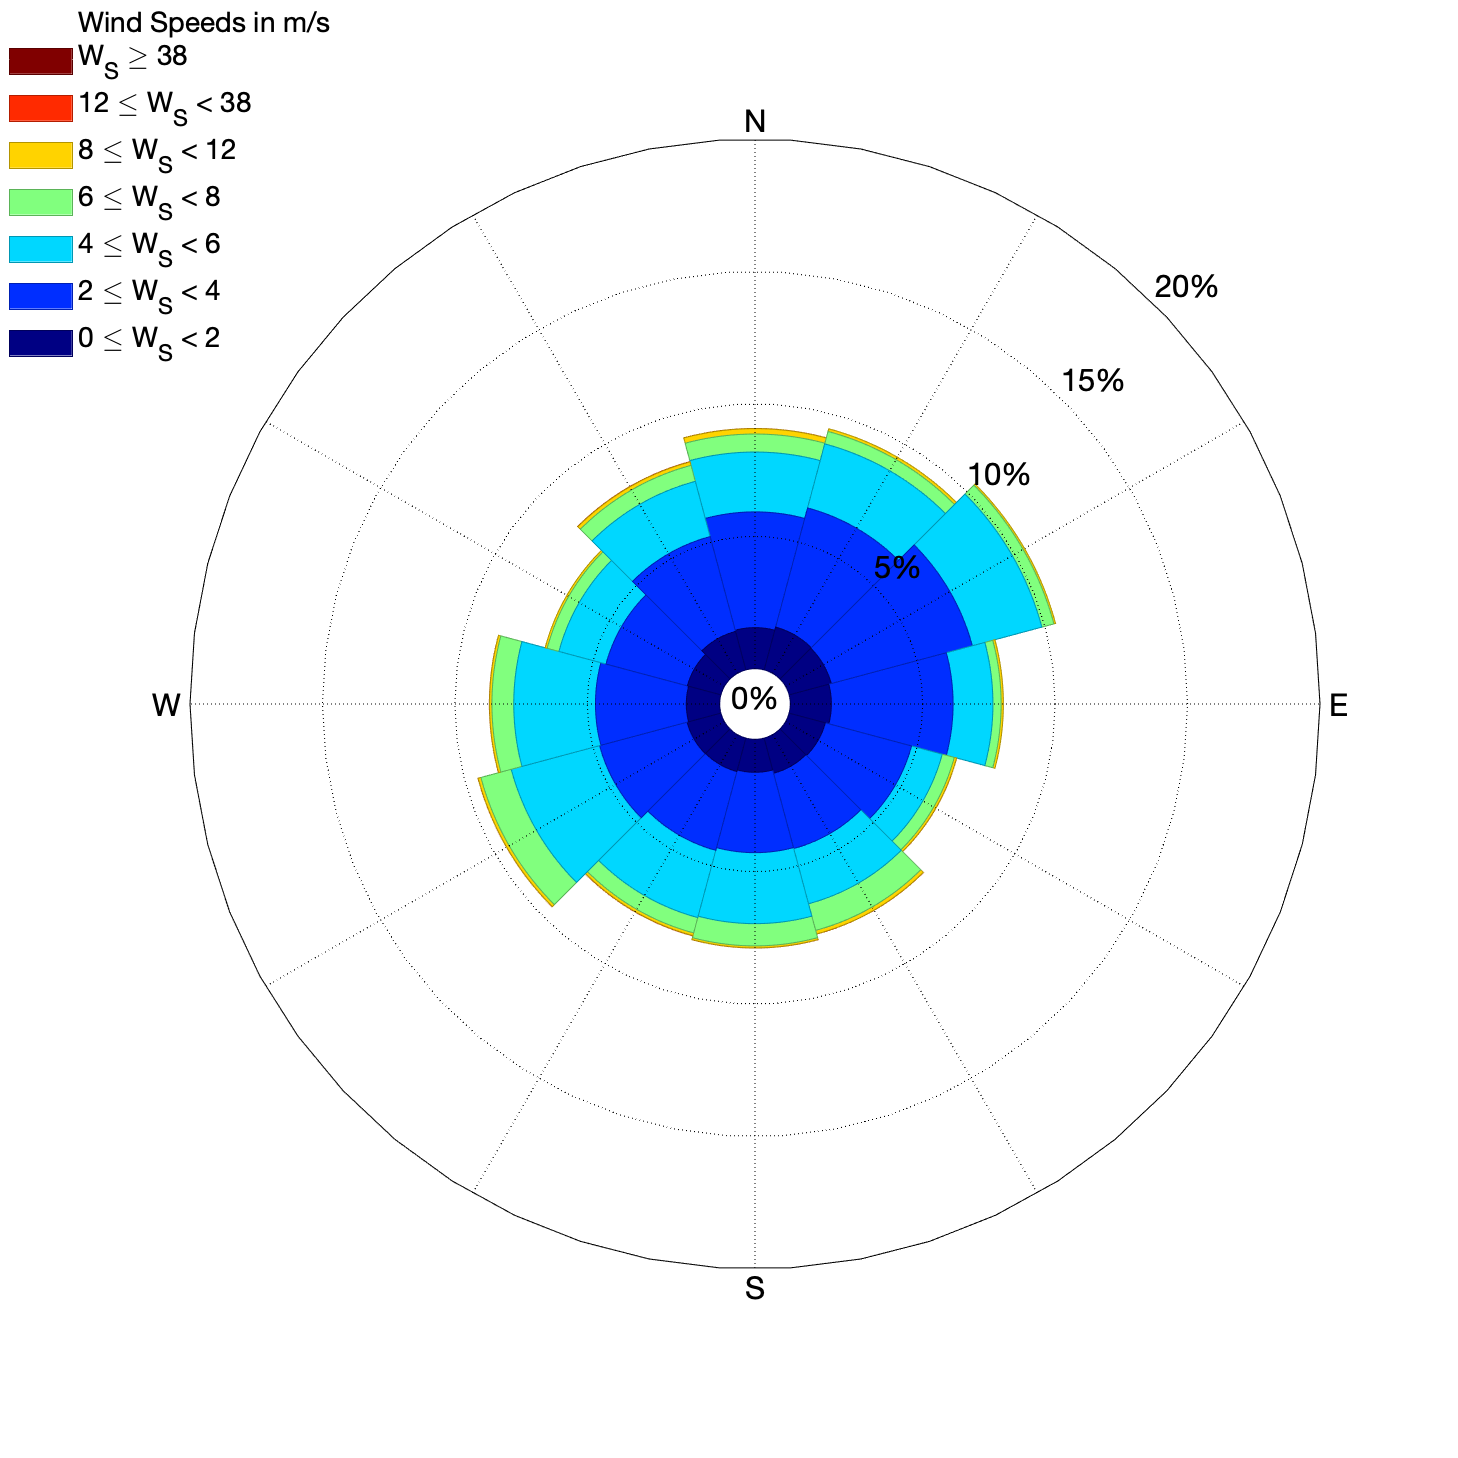 Wind Speeds in m/s
W_S ≥ 38
12 ≤ W_S < 38
8 ≤ W_S < 12
6 ≤ W_S < 8
4 ≤ W_S < 6
2 ≤ W_S < 4
0 ≤ W_S < 2
N
20%
15%
10%
5%
0%
W
E
S